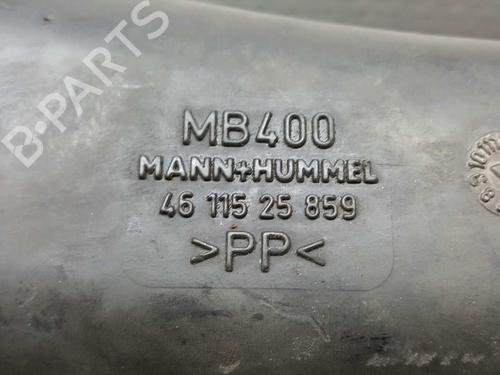 MB400
MANN+HUMMEL
46 115 25 859
>PP<
B-PARTS